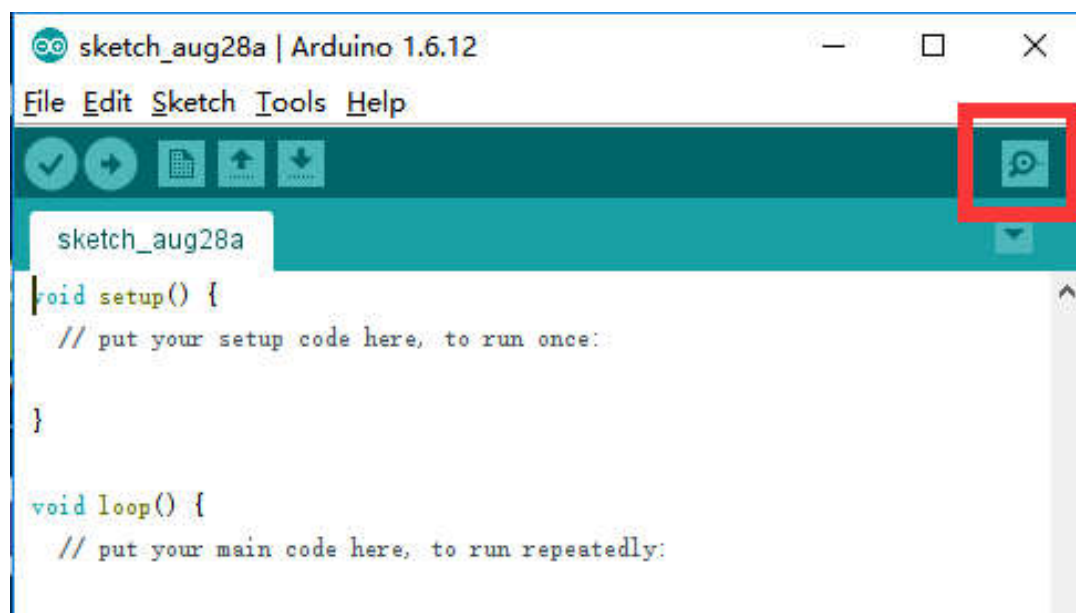 sketch_aug28a | Arduino 1.6.12
File Edit Sketch Tools Help
sketch_aug28a
void setup() {
// put your setup code here, to run once:
}
void loop() {
// put your main code here, to run repeatedly: